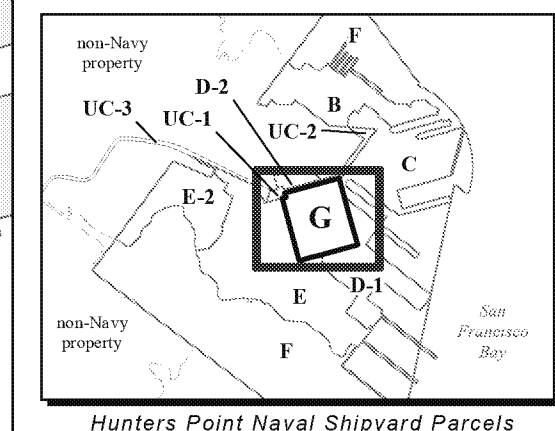 non-Navy
property
F
D-2
UC-3
UC-1
B
UC-2
C
E-2
G
E
D-1
San
Francisco
Bay
non-Navy
property
F
Hunters Point Naval Shipyard Parcels